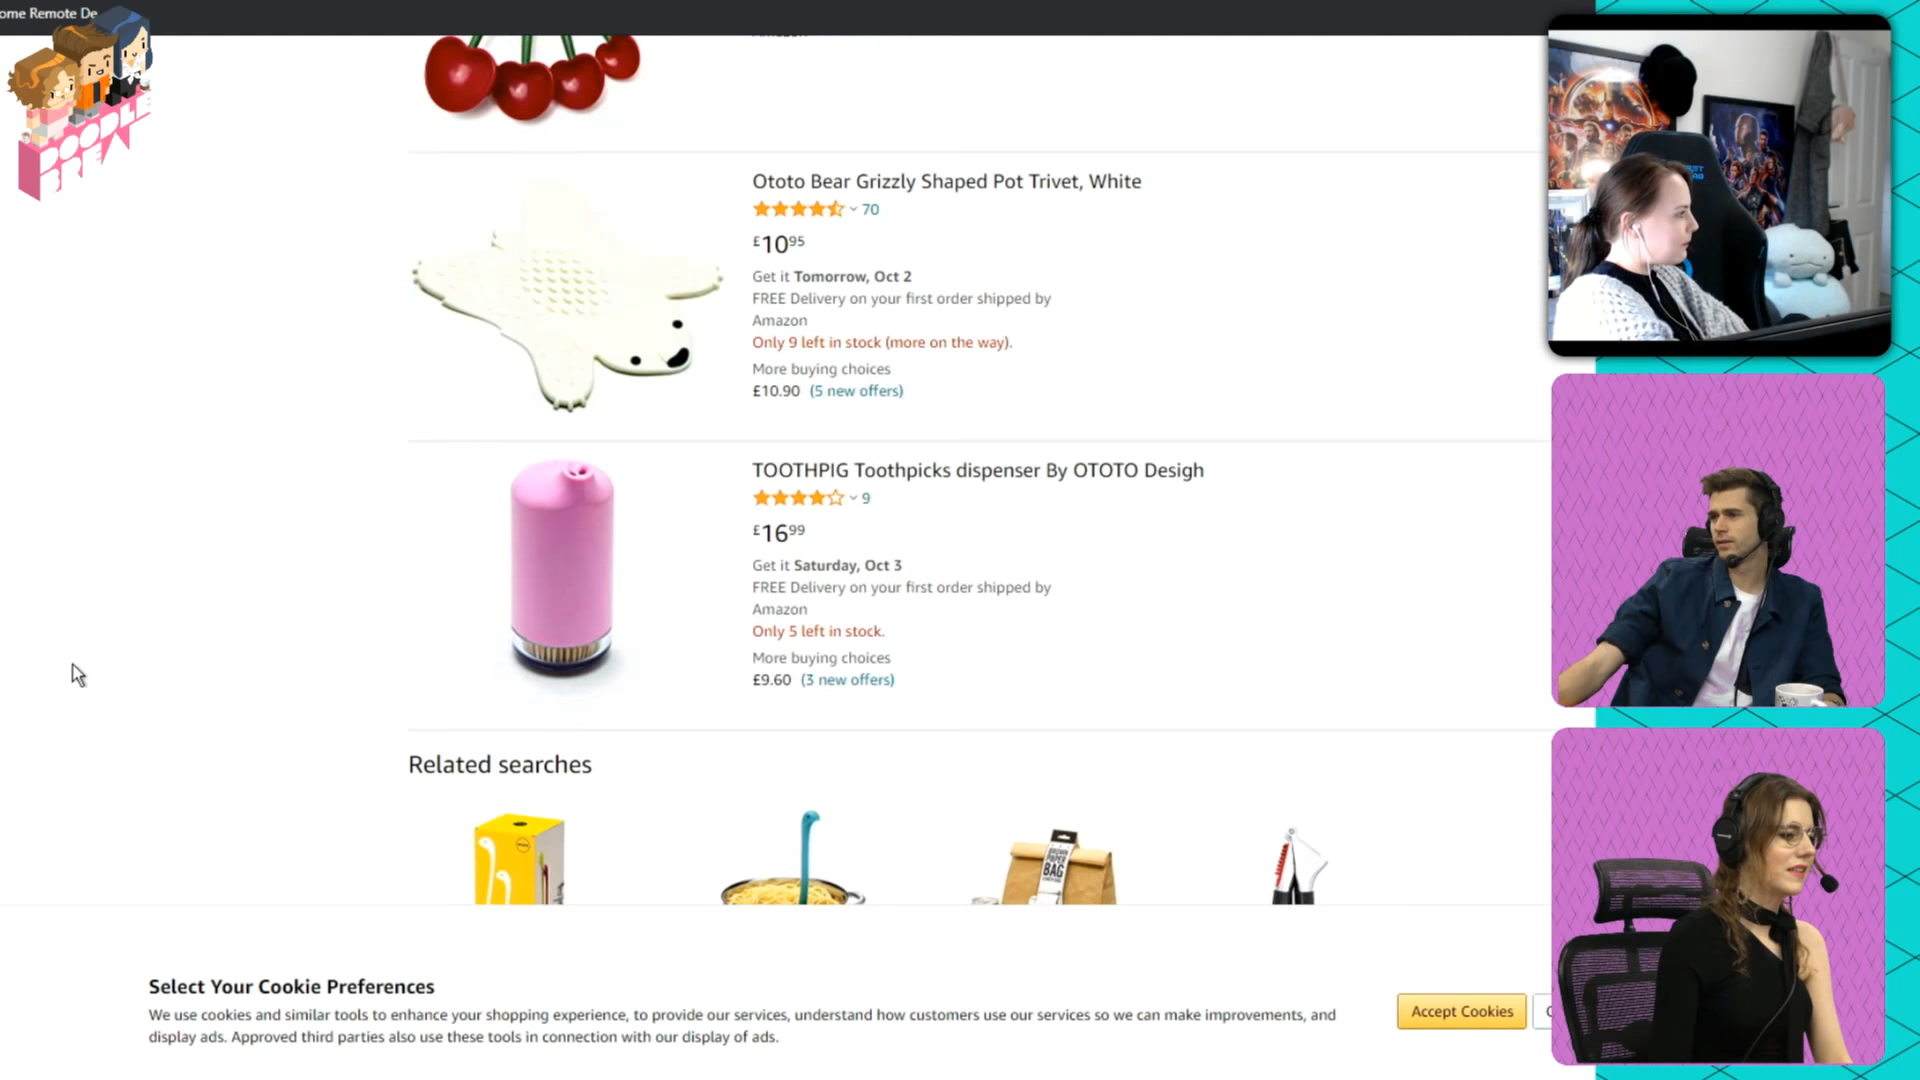 ome Remote De
DOODLE
BREW
Ototo Bear Grizzly Shaped Pot Trivet, White
70
£10 95
Get it Tomorrow, Oct 2
FREE Delivery on your first order shipped by
Amazon
Only 9 left in stock (more on the way).
More buying choices
£10.90 (5 new offers)
TOOTHPIG Toothpicks dispenser By OTOTO Desigh
9
£16 99
Get it Saturday, Oct 3
FREE Delivery on your first order shipped by
Amazon
Only 5 left in stock.
More buying choices
£9.60 (3 new offers)
Related searches
BROWN
PAPER
BAG
Select Your Cookie Preferences
We use cookies and similar tools to enhance your shopping experience, to provide our services, understand how customers use our services so we can make improvements, and
display ads. Approved third parties also use these tools in connection with our display of ads.
Accept Cookies